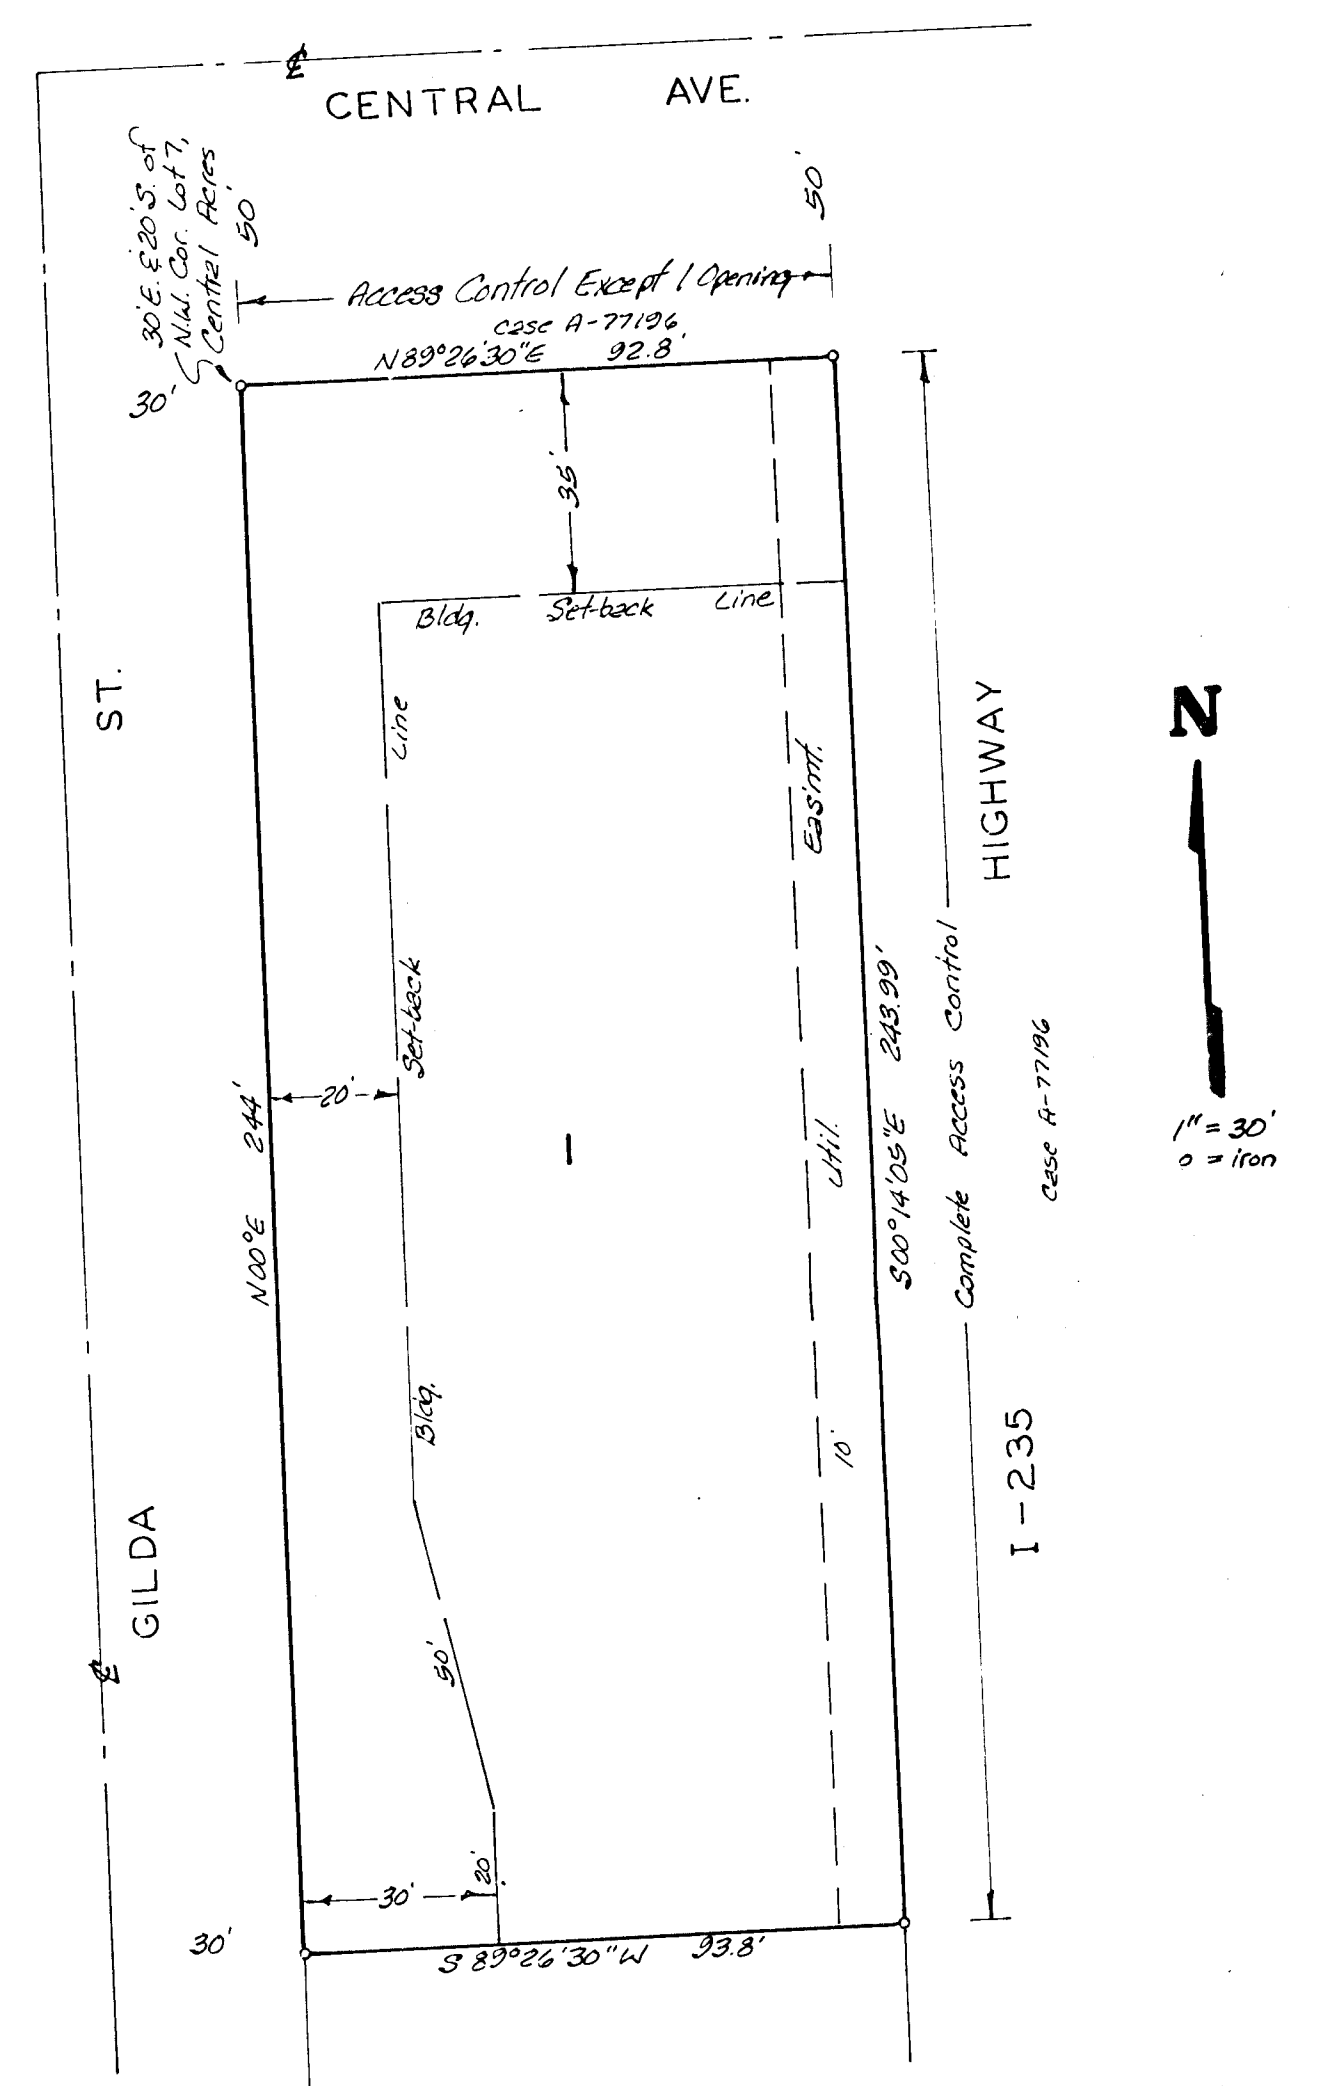 ℄
CENTRAL AVE.
30'E. & 20'S. of
N.W. Cor. Lot 7,
Central Acres
50'
50'
Access Control Except 1 Opening
Case A-77196
N 89°26'30"E 92.8'
30'
35'
Bldg. Set-back Line
Bldg. Set-back Line
ST.
GILDA
℄
N00°E 244'
20'
1
10' Util. Eas'mt.
S00°14'05"E 243.99'
Complete Access Control
Case A-77196
I-235 HIGHWAY
N
1" = 30'
o = iron
50'
20'
30'
30'
S 89°26'30"W 93.8'